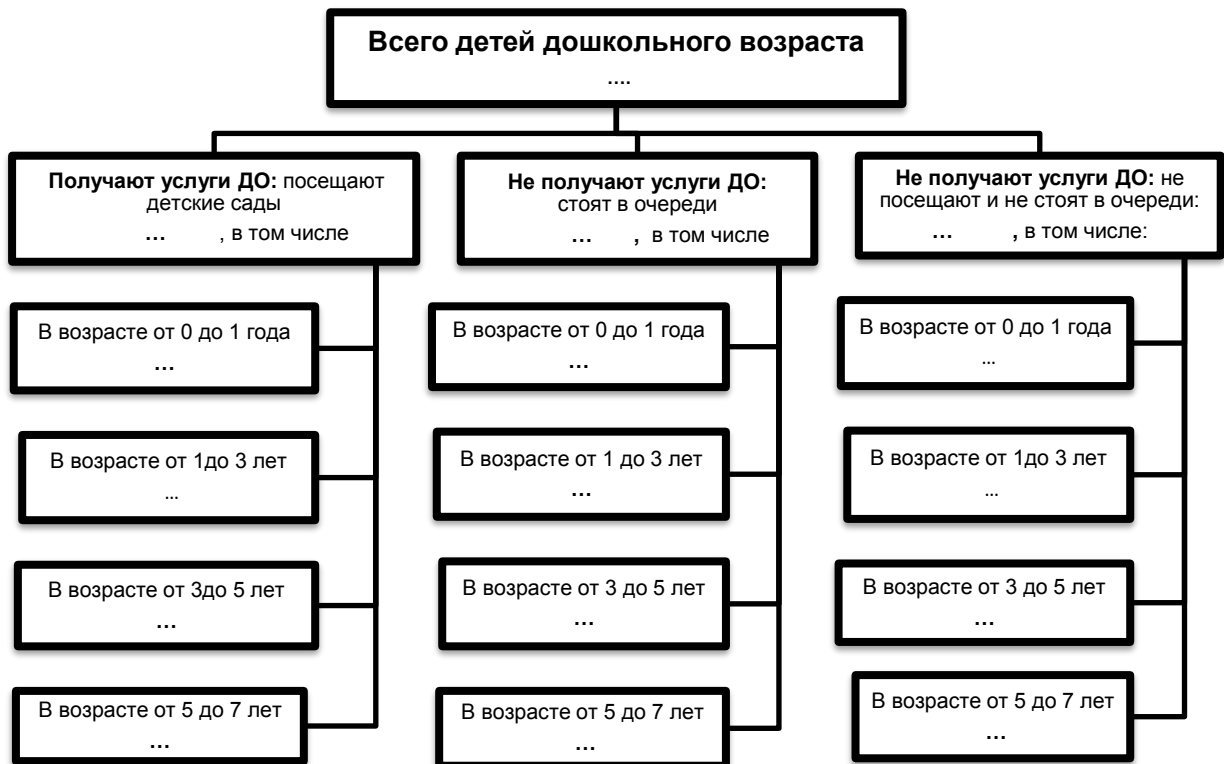 Всего детей дошкольного возраста
....
Получают услуги ДО: посещают
детские сады
... , в том числе
В возрасте от 0 до 1 года
...
В возрасте от 1до 3 лет
...
В возрасте от 3до 5 лет
...
В возрасте от 5 до 7 лет
...
Не получают услуги ДО:
стоят в очереди
... , в том числе
В возрасте от 0 до 1 года
...
В возрасте от 1 до 3 лет
...
В возрасте от 3 до 5 лет
...
В возрасте от 5 до 7 лет
...
Не получают услуги ДО: не
посещают и не стоят в очереди:
... , в том числе:
В возрасте от 0 до 1 года
...
В возрасте от 1до 3 лет
...
В возрасте от 3 до 5 лет
...
В возрасте от 5 до 7 лет
...